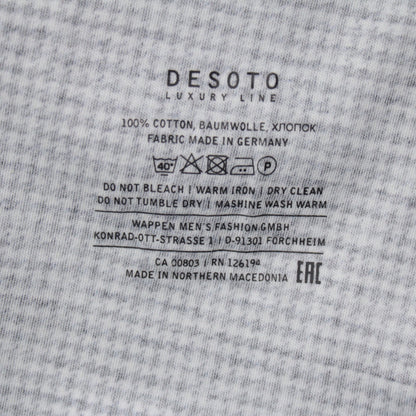 DESOTO
LUXURY LINE
100% COTTON, BAUMWOLLE, ХЛОПОК
FABRIC MADE IN GERMANY
40° P
DO NOT BLEACH | WARM IRON | DRY CLEAN
DO NOT TUMBLE DRY | MASHINE WASH WARM
WAPPEN MEN'S FASHION GMBH
KONRAD-OTT-STRASSE 1 | D-91301 FORCHHEIM
CA 00803 | RN 126194
MADE IN NORTHERN MACEDONIA
EAC